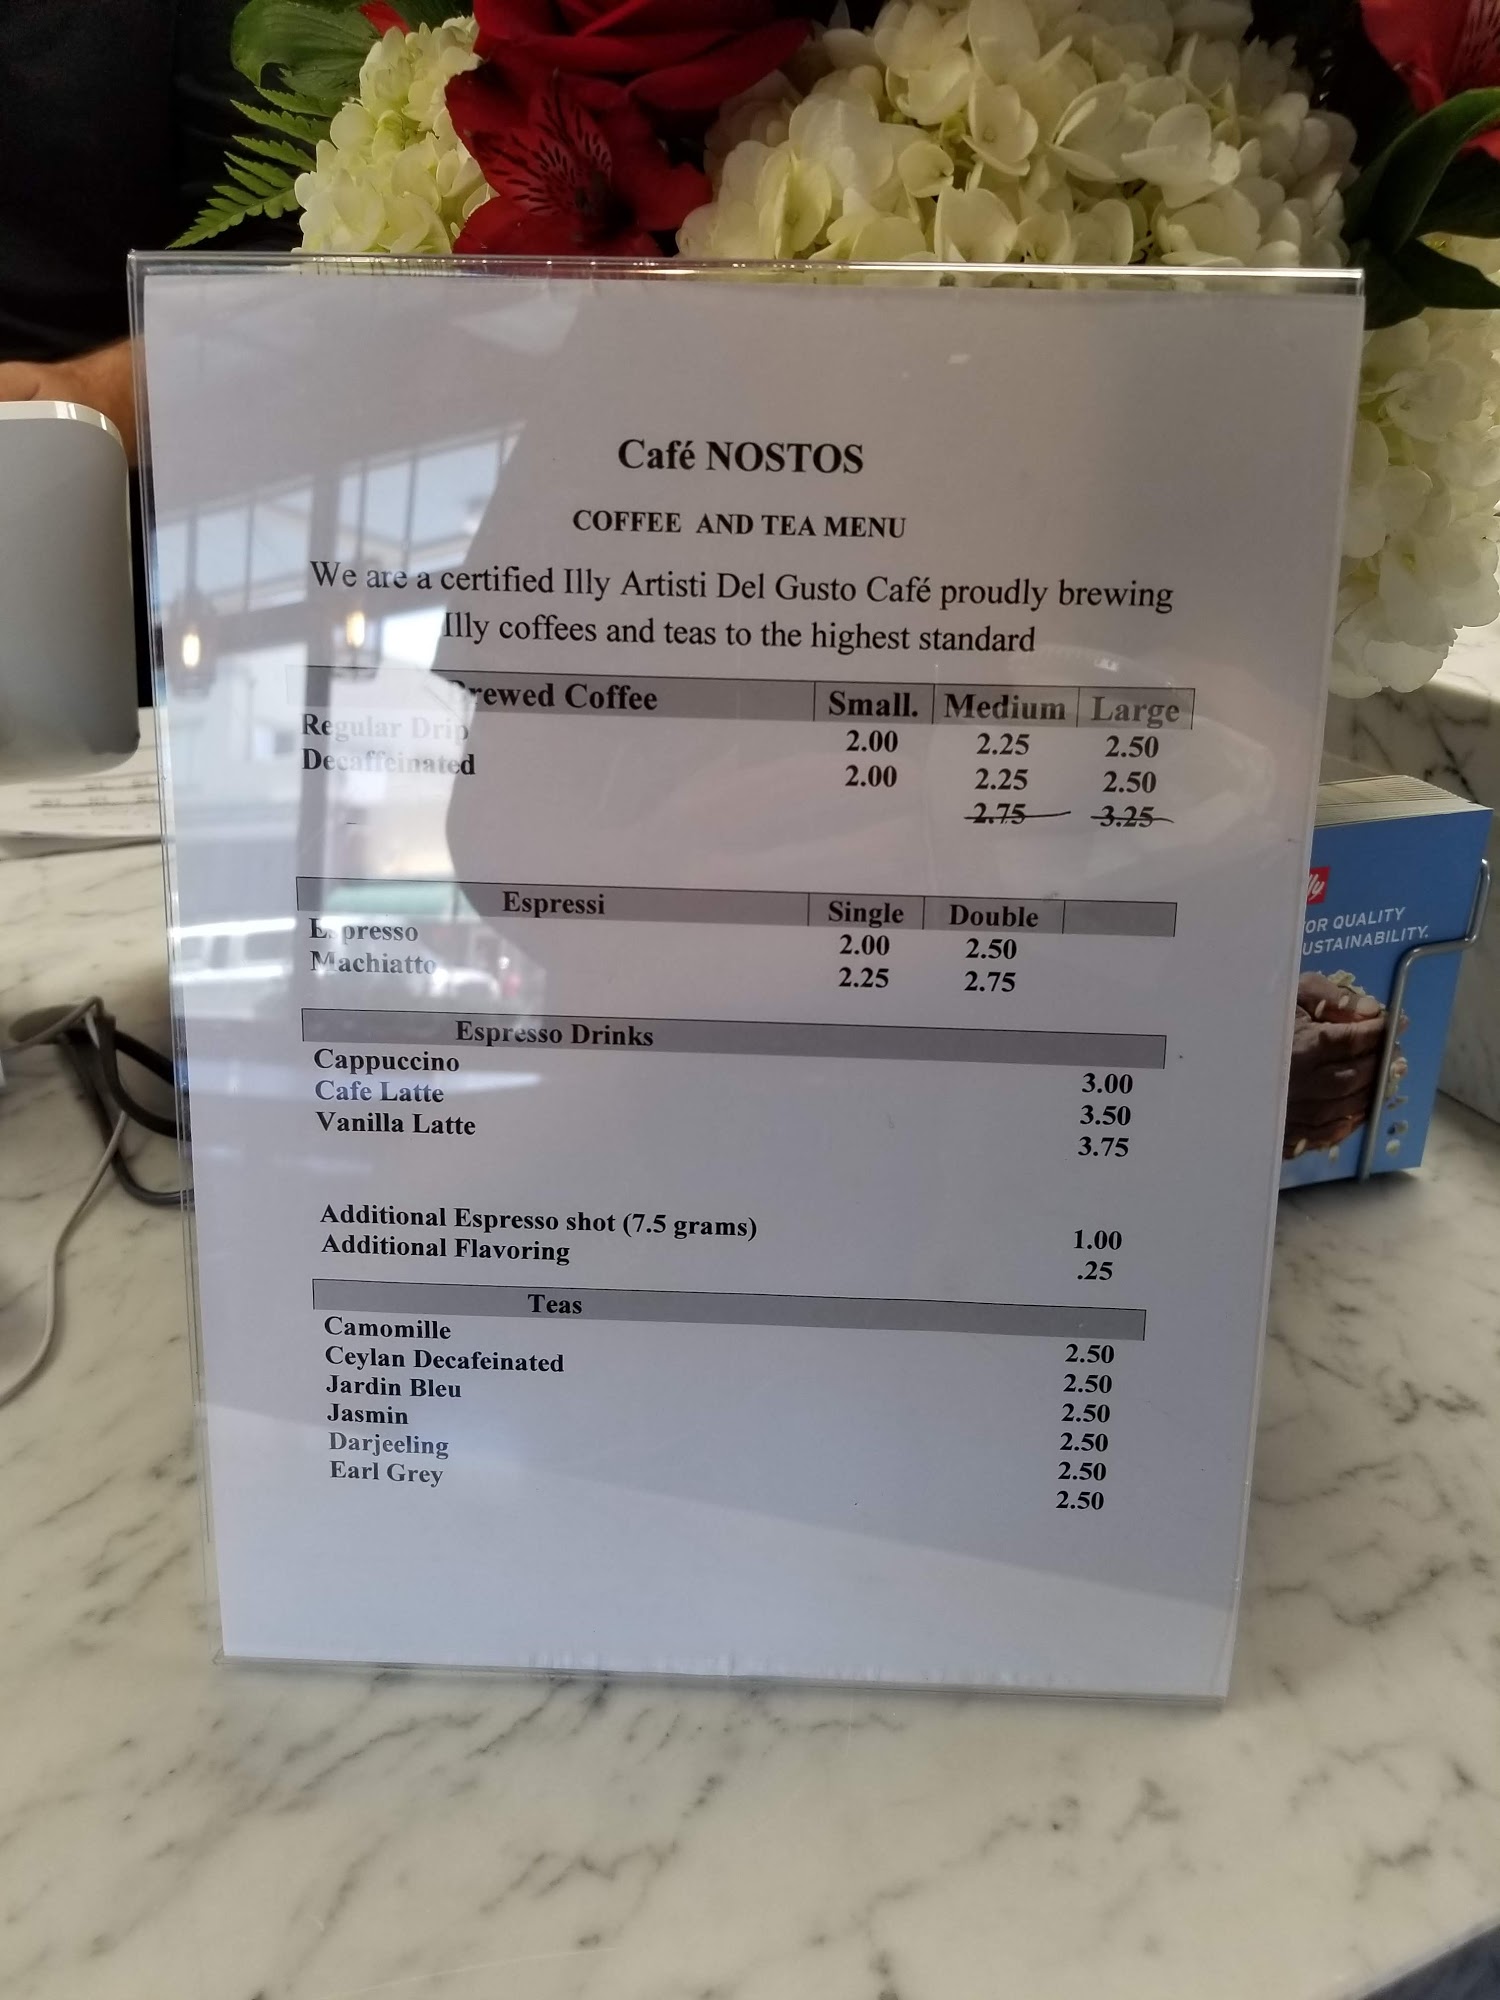 Café NOSTOS
COFFEE AND TEA MENU
We are a certified Illy Artisti Del Gusto Café proudly brewing
Illy coffees and teas to the highest standard
Brewed Coffee Small. Medium Large
Regular Drip 2.00 2.25 2.50
Decaffeinated 2.00 2.25 2.50
2.75 3.25
Espressi Single Double
Espresso 2.00 2.50
Machiatto 2.25 2.75
Espresso Drinks
Cappuccino 3.00
Cafe Latte 3.50
Vanilla Latte 3.75
Additional Espresso shot (7.5 grams) 1.00
Additional Flavoring .25
Teas
Camomille 2.50
Ceylan Decafeinated 2.50
Jardin Bleu 2.50
Jasmin 2.50
Darjeeling 2.50
Earl Grey 2.50
lly
OR QUALITY
USTAINABILITY.